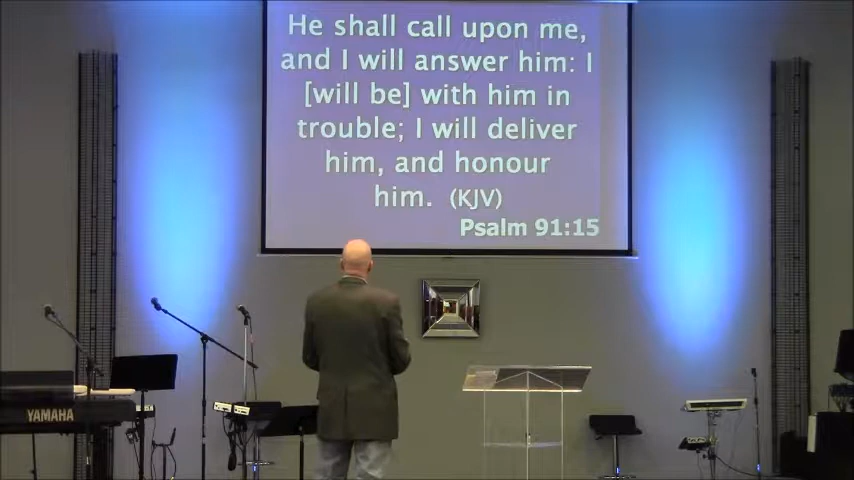 He shall call upon me,
and I will answer him: I
[will be] with him in
trouble; I will deliver
him, and honour
him. (KJV)
Psalm 91:15
YAMAHA